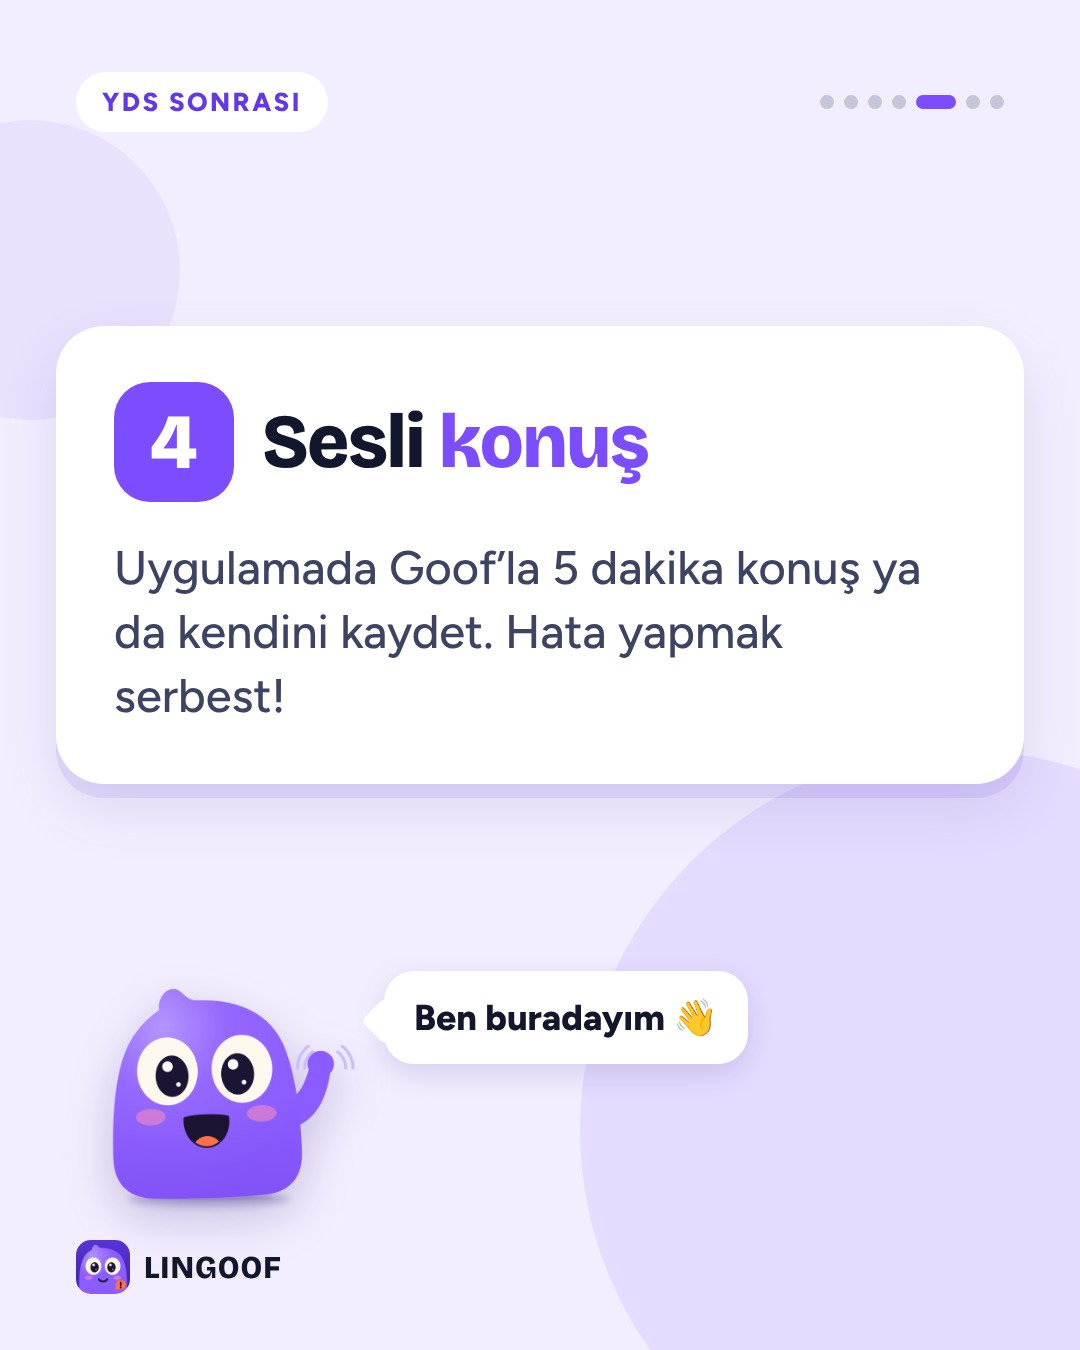 YDS SONRASI
4
Sesli konuş
Uygulamada Goof’la 5 dakika konuş ya
da kendini kaydet. Hata yapmak
serbest!
Ben buradayım 👋
LINGOOF